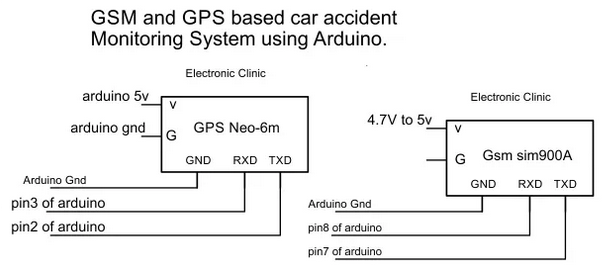 GSM and GPS based car accident
Monitoring System using Arduino.
Electronic Clinic
arduino 5v
v
arduino gnd
G
GPS Neo-6m
GND RXD TXD
Arduino Gnd
pin3 of arduino
pin2 of arduino
Electronic Clinic
4.7V to 5v
v
G
Gsm sim900A
GND RXD TXD
Arduino Gnd
pin8 of arduino
pin7 of arduino